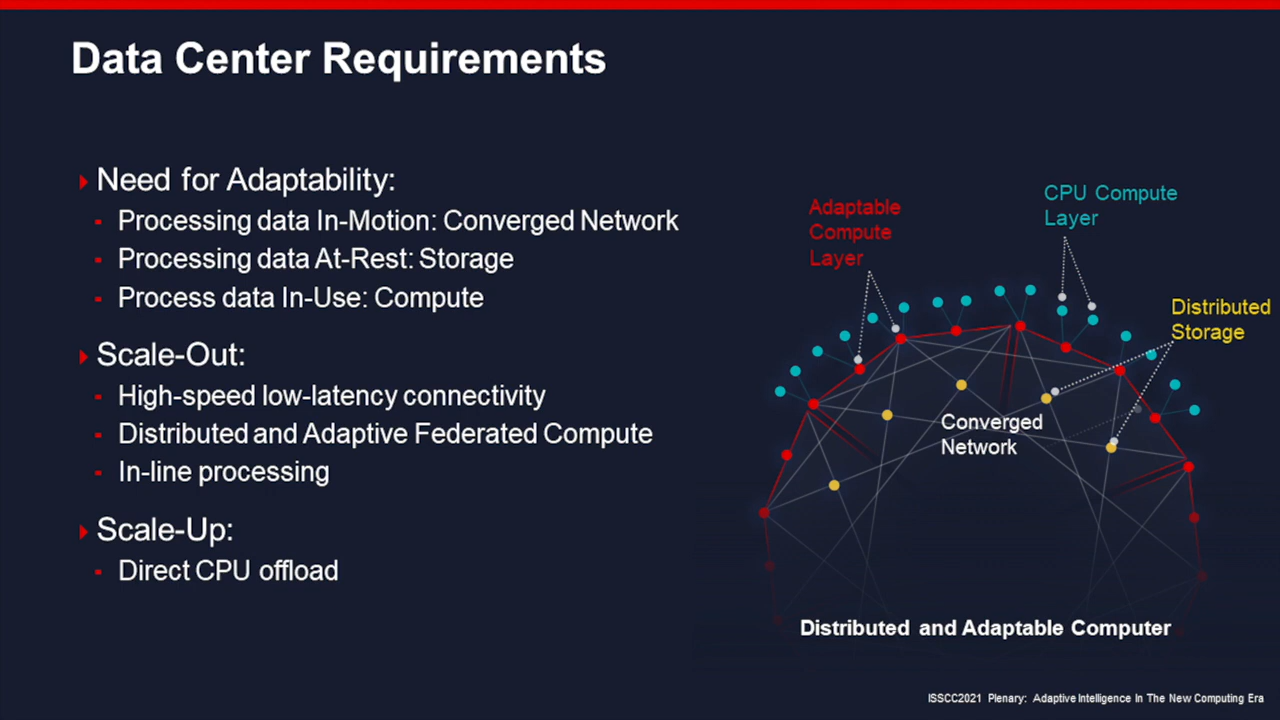 Data Center Requirements
Need for Adaptability:
Processing data In-Motion: Converged Network
Processing data At-Rest: Storage
Process data In-Use: Compute
Scale-Out:
High-speed low-latency connectivity
Distributed and Adaptive Federated Compute
In-line processing
Scale-Up:
Direct CPU offload
Adaptable
Compute
Layer
CPU Compute
Layer
Distributed
Storage
Converged
Network
Distributed and Adaptable Computer
ISSCC2021 Plenary: Adaptive Intelligence In The New Computing Era